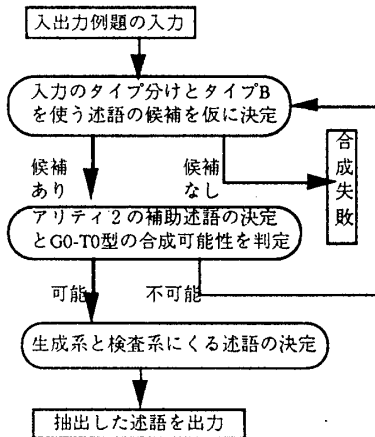 入出力例題の入力
入力のタイプ分けとタイプB
を使う述語の候補を仮に決定
候補
あり
候補
なし
合成失敗
アリティ2の補助述語の決定
とG0-T0型の合成可能性を判定
可能
不可能
生成系と検査系にくる述語の決定
抽出した述語を出力